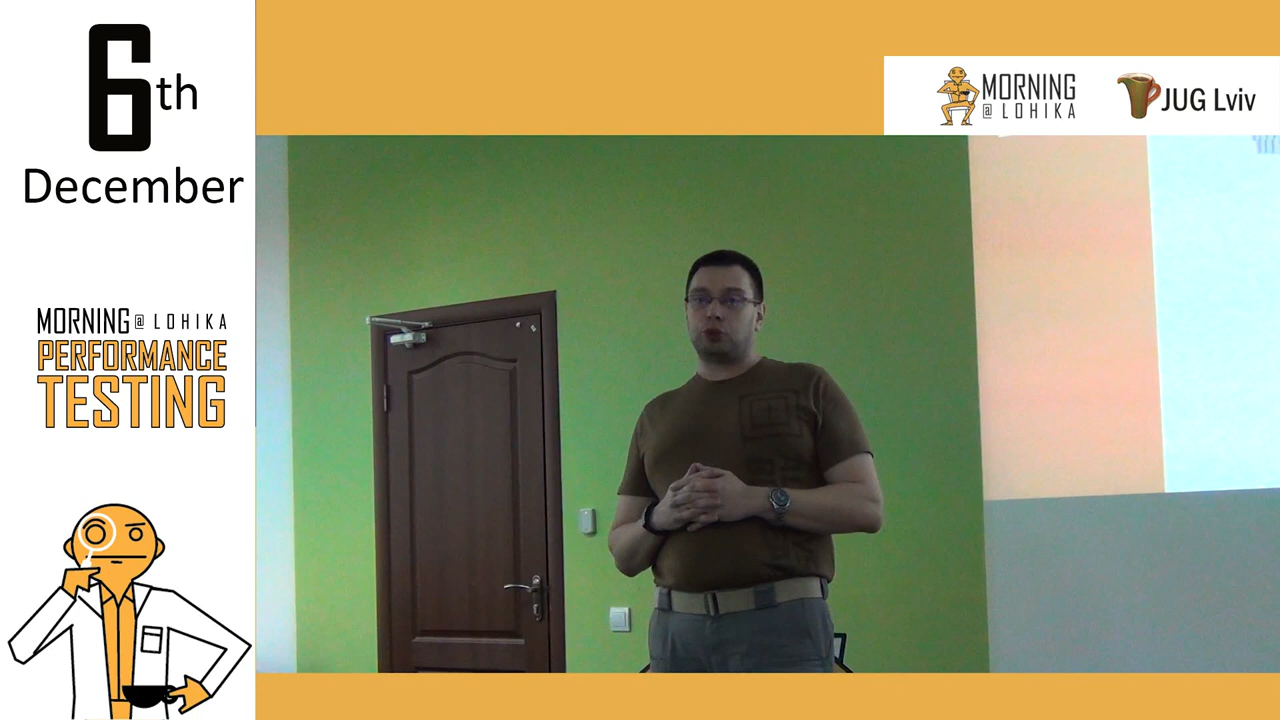 6th
December
MORNING @ LOHIKA
PERFORMANCE
TESTING
MORNING
@ LOHIKA
JUG Lviv